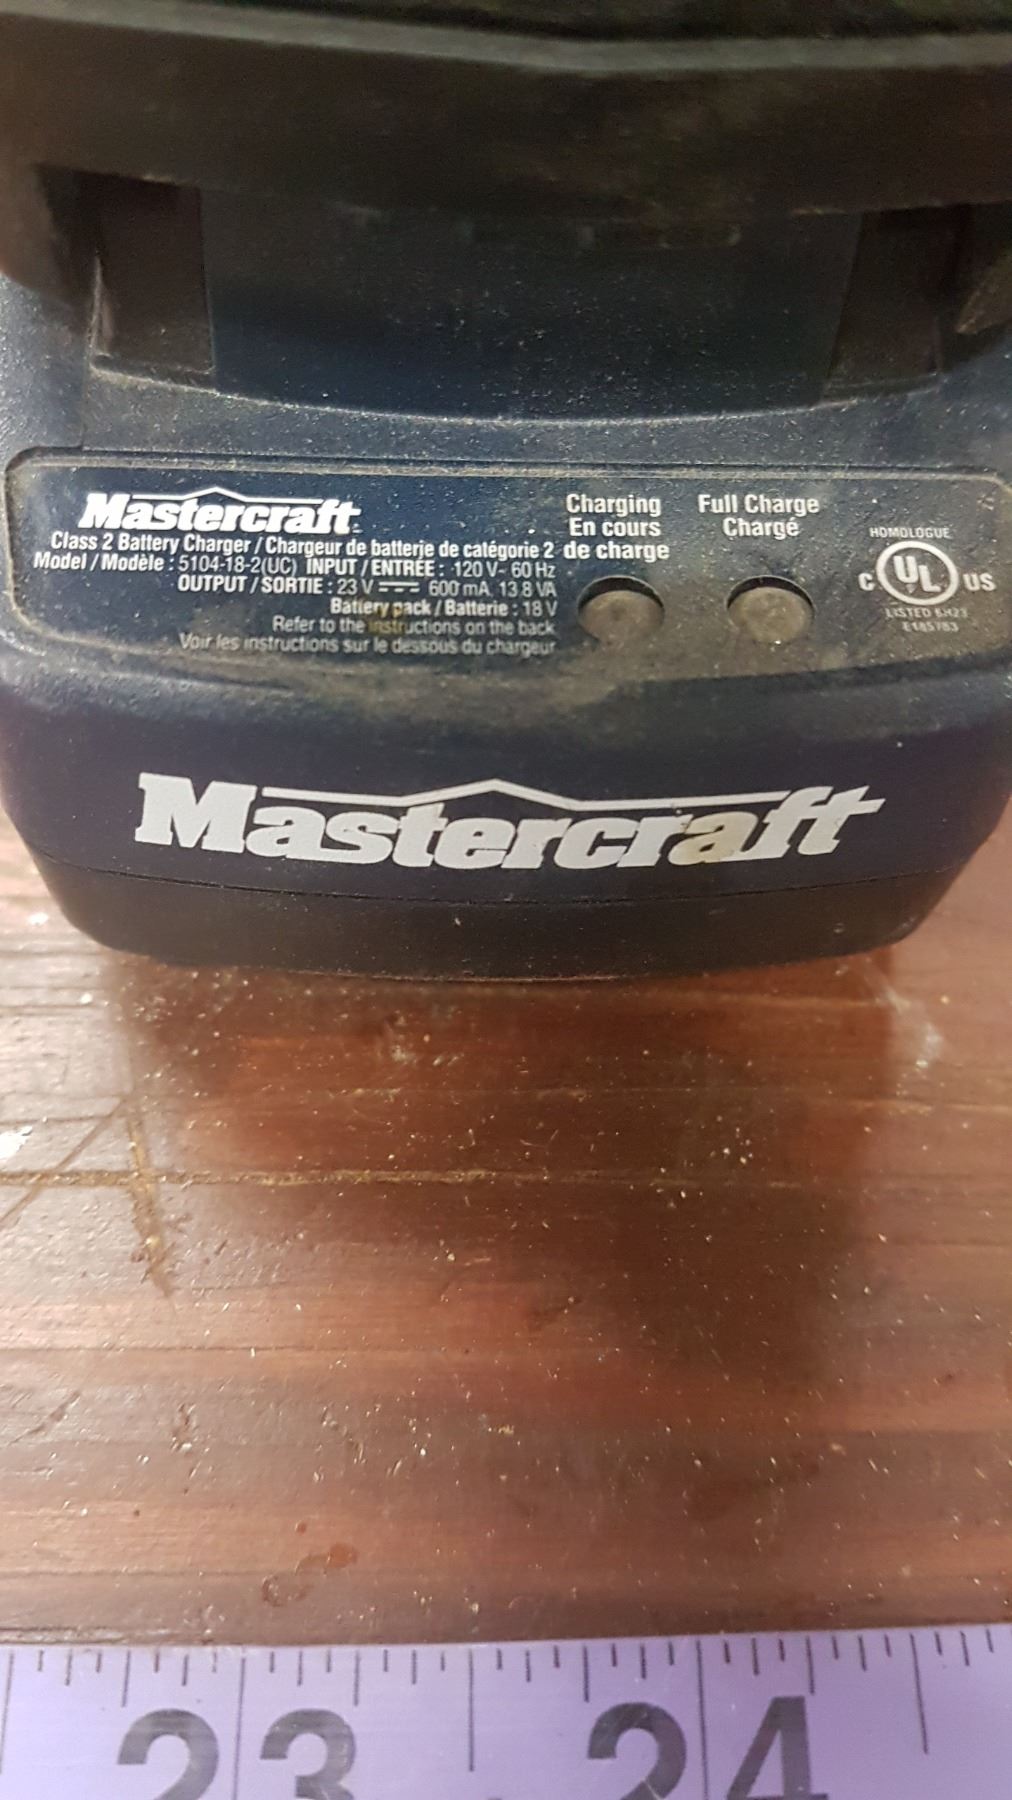 Mastercraft
Class 2 Battery Charger / Chargeur de batterie de catégorie 2
Model / Modèle : 5104-18-2(UC) INPUT / ENTRÉE : 120 V~ 60 Hz
OUTPUT / SORTIE : 23 V ⎓ 600 mA, 13.8 VA
Battery pack / Batterie : 18 V
Refer to the instructions on the back
Voir les instructions sur le dessous du chargeur
Charging
En cours
de charge
Full Charge
Chargé
HOMOLOGUÉ
C UL US
LISTED 6H23
E185783
Mastercraft
23 24